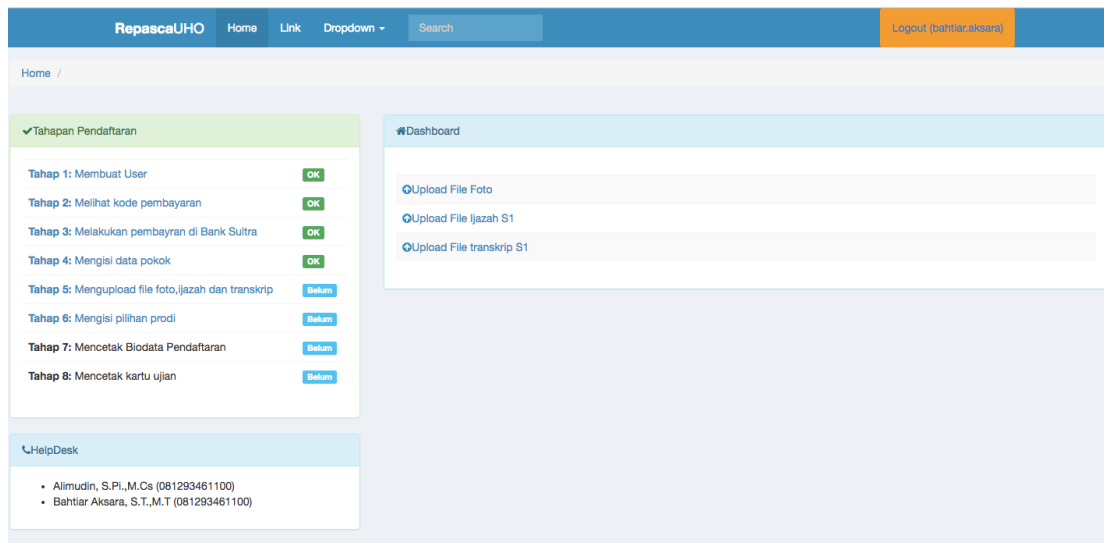 RepascaUHO Home Link Dropdown Search Logout (bahtiar.aksara)
Home /
Tahapan Pendaftaran
Tahap 1: Membuat User OK
Tahap 2: Melihat kode pembayaran OK
Tahap 3: Melakukan pembayran di Bank Sultra OK
Tahap 4: Mengisi data pokok OK
Tahap 5: Mengupload file foto,ijazah dan transkrip Belum
Tahap 6: Mengisi pilihan prodi Belum
Tahap 7: Mencetak Biodata Pendaftaran Belum
Tahap 8: Mencetak kartu ujian Belum
HelpDesk
• Alimudin, S.Pi.,M.Cs (081293461100)
• Bahtiar Aksara, S.T.,M.T (081293461100)
Dashboard
Upload File Foto
Upload File Ijazah S1
Upload File transkrip S1